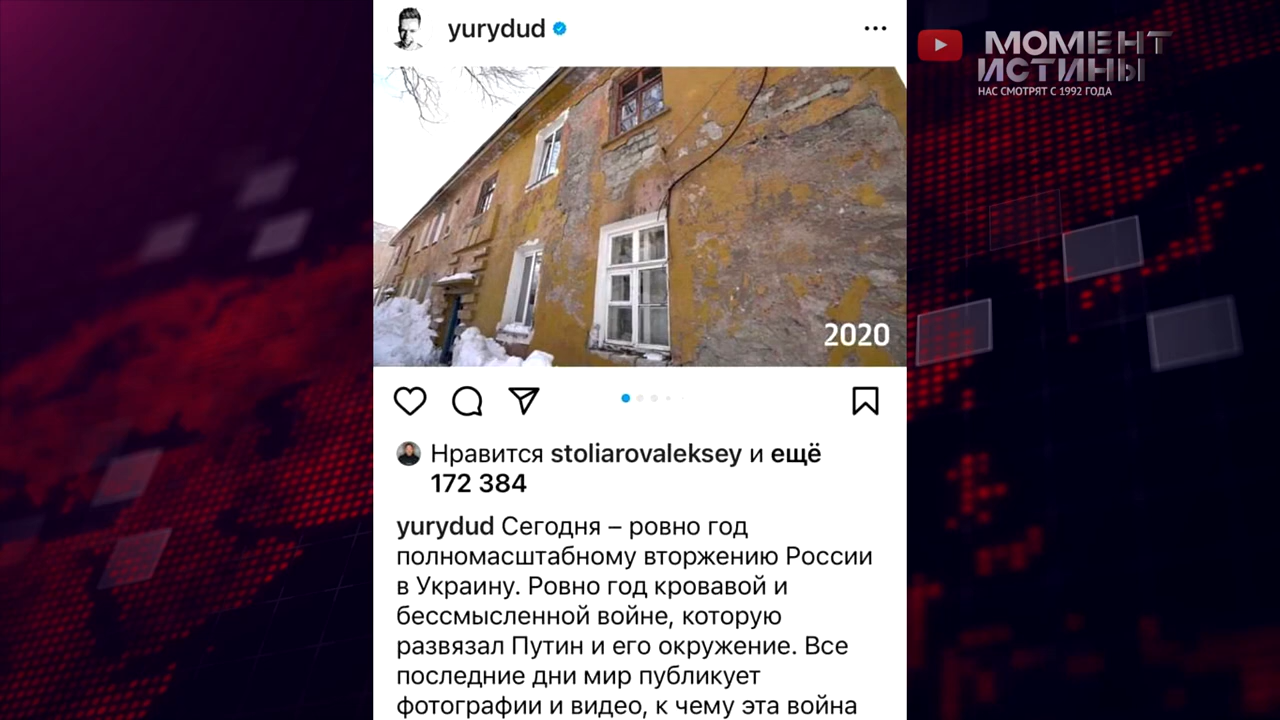 yurydud
МОМЕНТ
ИСТИНЫ
НАС СМОТРЯТ С 1992 ГОДА
2020
Нравится stoliarovaleksey и ещё
172 384
yurydud Сегодня – ровно год
полномасштабному вторжению России
в Украину. Ровно год кровавой и
бессмысленной войне, которую
развязал Путин и его окружение. Все
последние дни мир публикует
фотографии и видео, к чему эта война